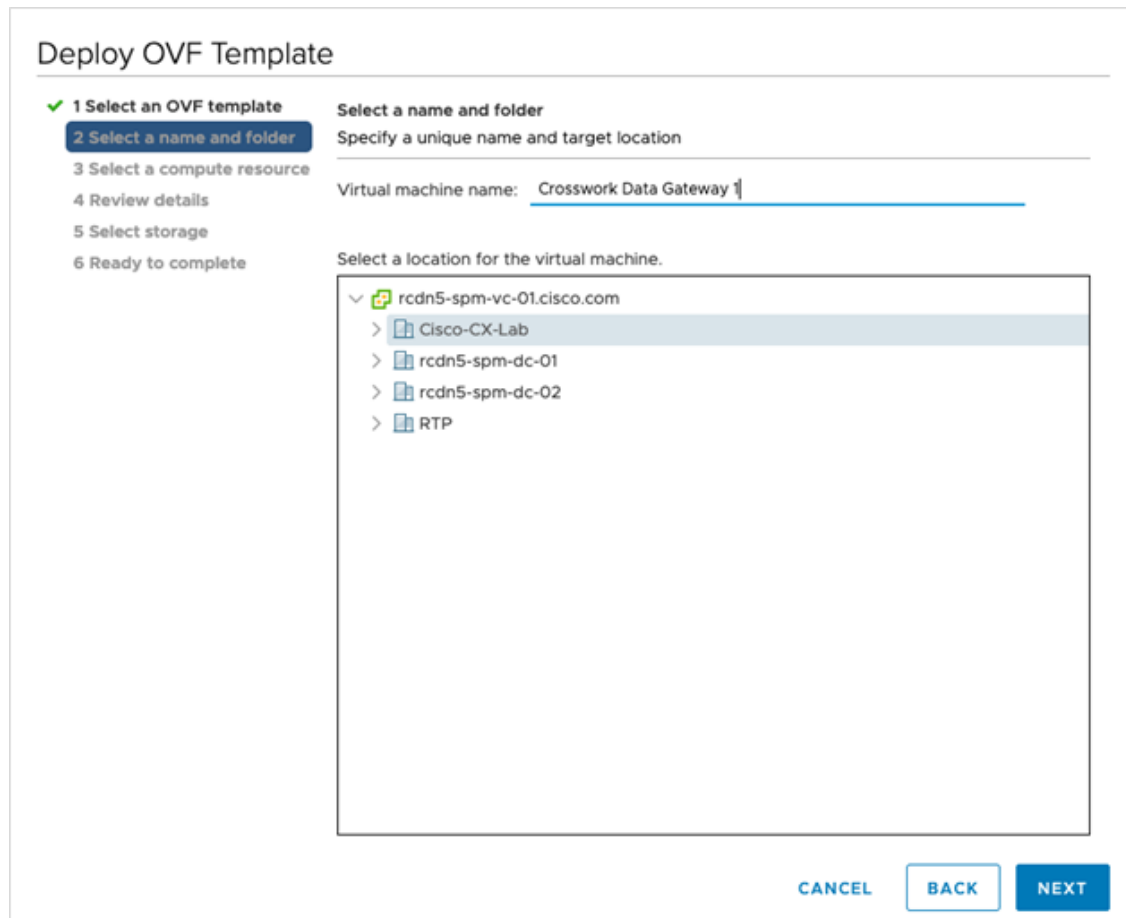 Deploy OVF Template
1 Select an OVF template
2 Select a name and folder
3 Select a compute resource
4 Review details
5 Select storage
6 Ready to complete
Select a name and folder
Specify a unique name and target location
Virtual machine name: Crosswork Data Gateway 1
Select a location for the virtual machine.
rcdn5-spm-vc-01.cisco.com
Cisco-CX-Lab
rcdn5-spm-dc-01
rcdn5-spm-dc-02
RTP
CANCEL BACK NEXT